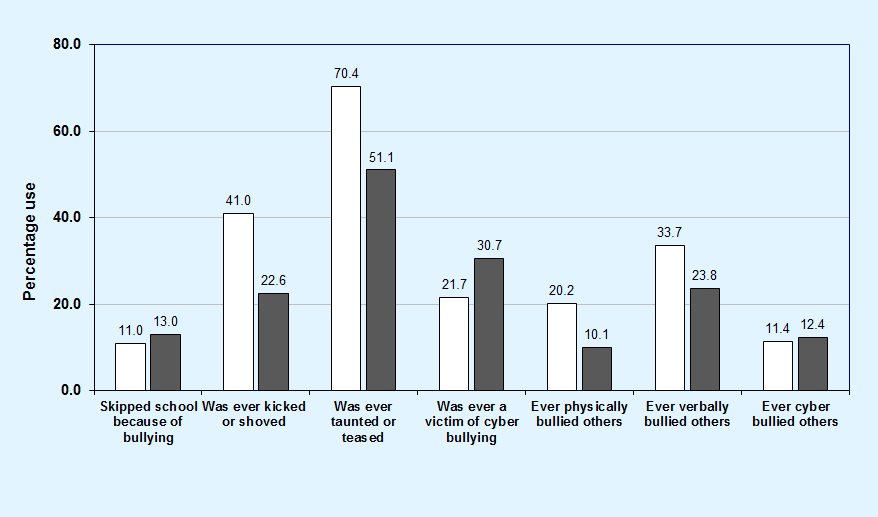 80.0
60.0
40.0
20.0
0.0
Percentage use
11.0
13.0
41.0
22.6
70.4
51.1
21.7
30.7
20.2
10.1
33.7
23.8
11.4
12.4
Skipped school
because of
bullying
Was ever kicked
or shoved
Was ever
taunted or
teased
Was ever a
victim of cyber
bullying
Ever physically
bullied others
Ever verbally
bullied others
Ever cyber
bullied others